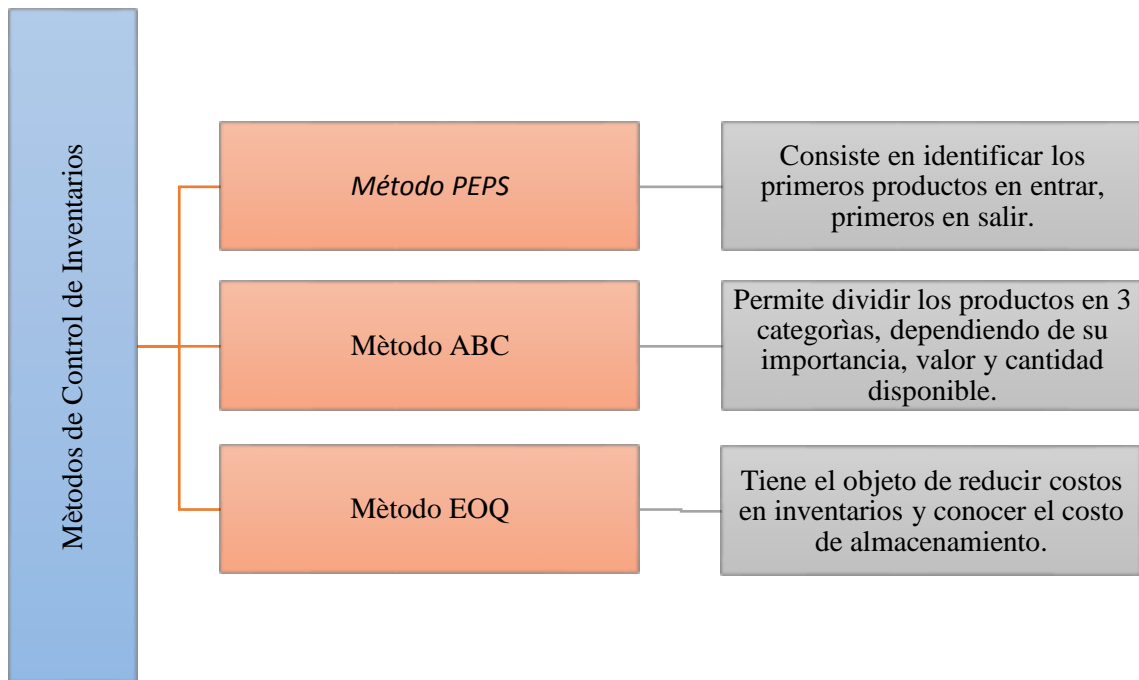 Mètodos de Control de Inventarios
Método PEPS
Consiste en identificar los
primeros productos en entrar,
primeros en salir.
Mètodo ABC
Permite dividir los productos en 3
categorìas, dependiendo de su
importancia, valor y cantidad
disponible.
Mètodo EOQ
Tiene el objeto de reducir costos
en inventarios y conocer el costo
de almacenamiento.